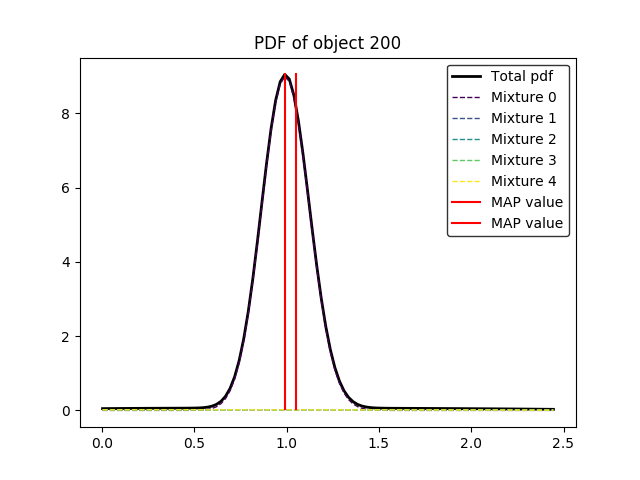 PDF of object 200
Total pdf
Mixture 0
Mixture 1
Mixture 2
Mixture 3
Mixture 4
MAP value
MAP value
8
6
4
2
0
0.0 0.5 1.0 1.5 2.0 2.5